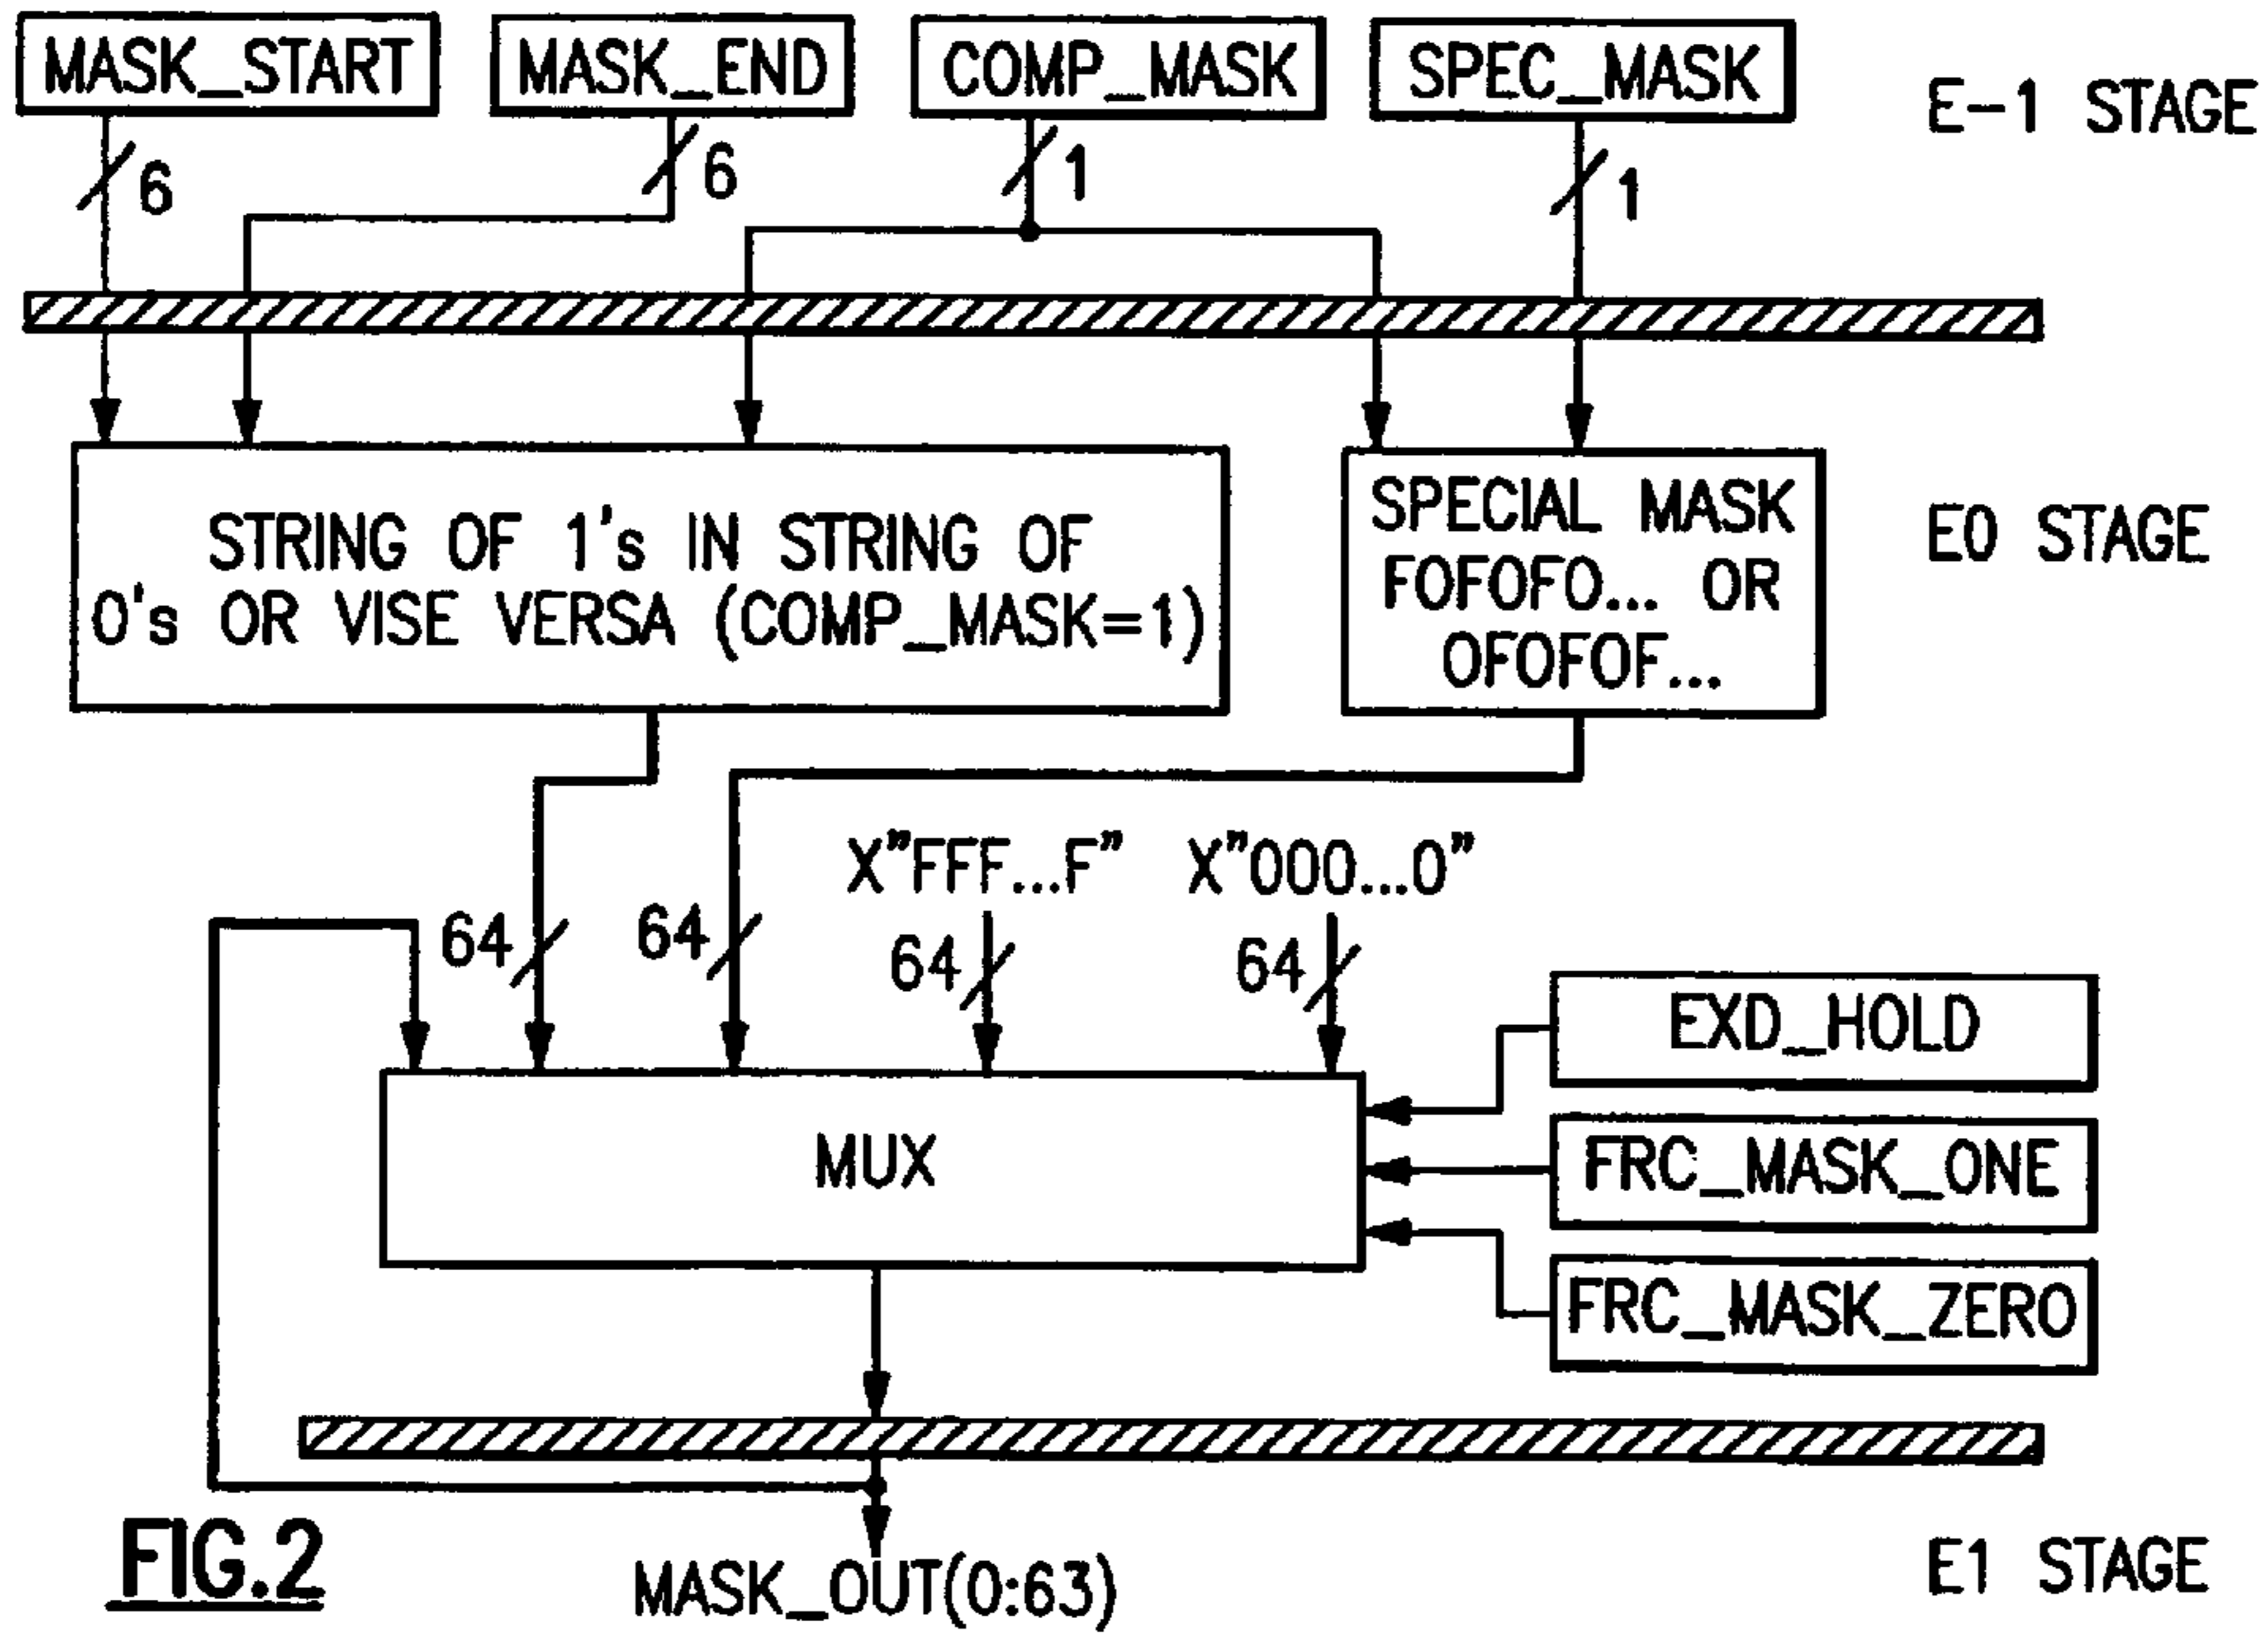 MASK_START
MASK_END
COMP_MASK
SPEC_MASK
E-1 STAGE
6
6
1
1
STRING OF 1's IN STRING OF
0's OR VISE VERSA (COMP_MASK=1)
SPECIAL MASK
F0F0F0... OR
0F0F0F...
E0 STAGE
X"FFF...F"
X"000...0"
64
64
64
64
EXD_HOLD
MUX
FRC_MASK_ONE
FRC_MASK_ZERO
FIG.2
MASK_OUT(0:63)
E1 STAGE